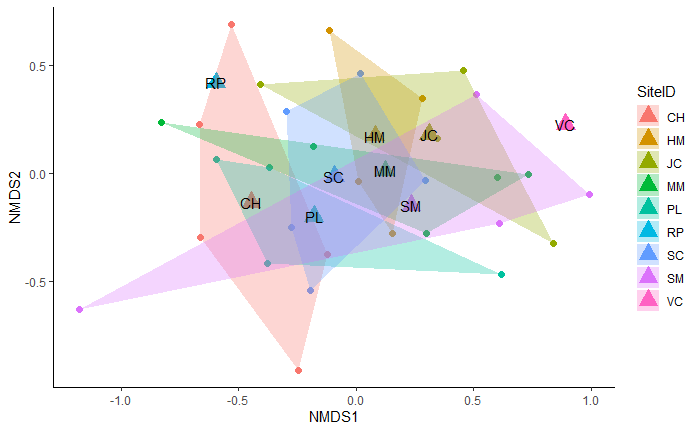 0.5
0.0
-0.5
NMDS2
-1.0
-0.5
0.0
0.5
1.0
NMDS1
RP
HM
JC
VC
SC
MM
CH
SM
PL
SiteID
CH
HM
JC
MM
PL
RP
SC
SM
VC